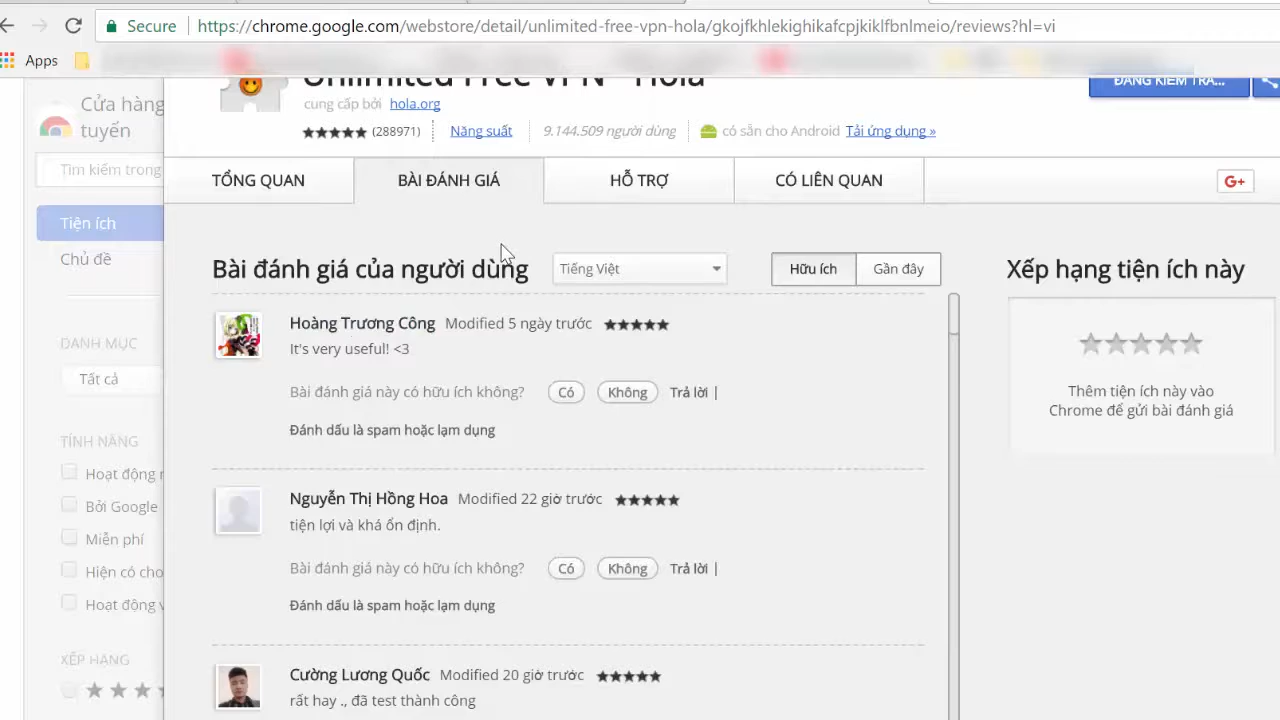 Secure https://chrome.google.com/webstore/detail/unlimited-free-vpn-hola/gkojfkhlekighikafcpjkiklfbnlmeio/reviews?hl=vi
Apps
Cửa hàng
tuyến
Tìm kiếm trong
Tiện ích
Chủ đề
DANH MỤC
Tất cả
TÍNH NĂNG
Hoạt động
Bởi Google
Miễn phí
Hiện có cho
Hoạt động
XẾP HẠNG
Unlimited Free VPN - Hola
cung cấp bởi hola.org
(288971) Năng suất 9.144.509 người dùng có sẵn cho Android Tải ứng dụng »
ĐANG KIỂM TRA...
TỔNG QUAN BÀI ĐÁNH GIÁ HỖ TRỢ CÓ LIÊN QUAN
G+
Bài đánh giá của người dùng Tiếng Việt Hữu ích Gần đây
Hoàng Trương Công Modified 5 ngày trước ★★★★★
It's very useful! <3
Bài đánh giá này có hữu ích không? Có Không Trả lời |
Đánh dấu là spam hoặc lạm dụng
Nguyễn Thị Hồng Hoa Modified 22 giờ trước ★★★★★
tiện lợi và khá ổn định.
Bài đánh giá này có hữu ích không? Có Không Trả lời |
Đánh dấu là spam hoặc lạm dụng
Cường Lương Quốc Modified 20 giờ trước ★★★★★
rất hay ., đã test thành công
Xếp hạng tiện ích này
Thêm tiện ích này vào
Chrome để gửi bài đánh giá